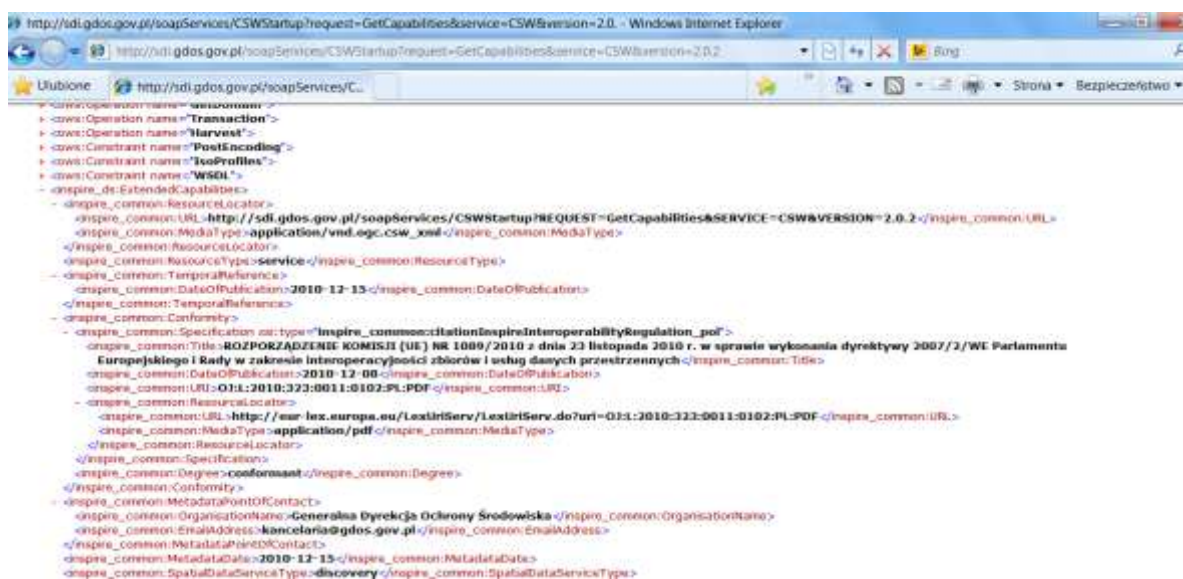 http://sdi.gdos.gov.pl/soapServices/CSWStartup?request=GetCapabilities&service=CSW&version=2.0. - Windows Internet Explorer
http://sdi.gdos.gov.pl/soapServices/CSWStartup?request=GetCapabilities&service=CSW&version=2.0.2 Bing
Ulubione http://sdi.gdos.gov.pl/soapServices/C... Strona Bezpieczeństwo
<ows:Operation name="GetDomain">
<ows:Operation name="Transaction">
<ows:Operation name="Harvest">
<ows:Constraint name="PostEncoding">
<ows:Constraint name="IsoProfiles">
<ows:Constraint name="WSDL">
- <inspire_ds:ExtendedCapabilities>
- <inspire_common:ResourceLocator>
<inspire_common:URL>http://sdi.gdos.gov.pl/soapServices/CSWStartup?REQUEST=GetCapabilities&SERVICE=CSW&VERSION=2.0.2</inspire_common:URL>
<inspire_common:MediaType>application/vnd.ogc.csw_xml</inspire_common:MediaType>
</inspire_common:ResourceLocator>
<inspire_common:ResourceType>service</inspire_common:ResourceType>
- <inspire_common:TemporalReference>
<inspire_common:DateOfPublication>2010-12-15</inspire_common:DateOfPublication>
</inspire_common:TemporalReference>
- <inspire_common:Conformity>
- <inspire_common:Specification xsi:type="inspire_common:citationInspireInteroperabilityRegulation_pol">
<inspire_common:Title>ROZPORZĄDZENIE KOMISJI (UE) NR 1089/2010 z dnia 23 listopada 2010 r. w sprawie wykonania dyrektywy 2007/2/WE Parlamentu
Europejskiego i Rady w zakresie interoperacyjności zbiorów i usług danych przestrzennych</inspire_common:Title>
<inspire_common:DateOfPublication>2010-12-08</inspire_common:DateOfPublication>
<inspire_common:URI>OJ:L:2010:323:0011:0102:PL:PDF</inspire_common:URI>
- <inspire_common:ResourceLocator>
<inspire_common:URL>http://eur-lex.europa.eu/LexUriServ/LexUriServ.do?uri=OJ:L:2010:323:0011:0102:PL:PDF</inspire_common:URL>
<inspire_common:MediaType>application/pdf</inspire_common:MediaType>
</inspire_common:ResourceLocator>
</inspire_common:Specification>
<inspire_common:Degree>conformant</inspire_common:Degree>
</inspire_common:Conformity>
- <inspire_common:MetadataPointOfContact>
<inspire_common:OrganisationName>Generalna Dyrekcja Ochrony Środowiska</inspire_common:OrganisationName>
<inspire_common:EmailAddress>kancelaria@gdos.gov.pl</inspire_common:EmailAddress>
</inspire_common:MetadataPointOfContact>
<inspire_common:MetadataDate>2010-12-15</inspire_common:MetadataDate>
<inspire_common:SpatialDataServiceType>discovery</inspire_common:SpatialDataServiceType>